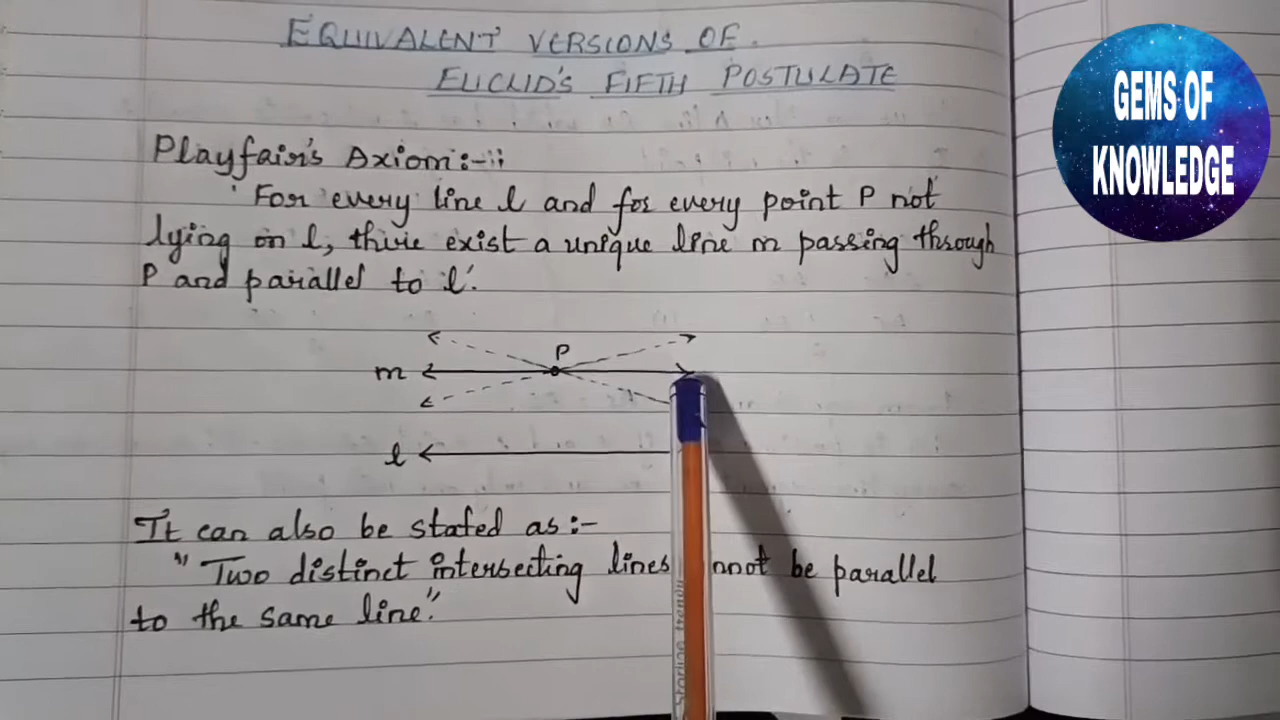 EQUIVALENT VERSIONS OF
EUCLID'S FIFTH POSTULATE
GEMS OF
KNOWLEDGE
Playfair's Axiom:-
'For every line l and for every point P not
lying on l, there exist a unique line m passing through
P and parallel to l'.
P
m
l
It can also be stated as:-
"Two distinct intersecting lines nnot be parallel
to the same line".